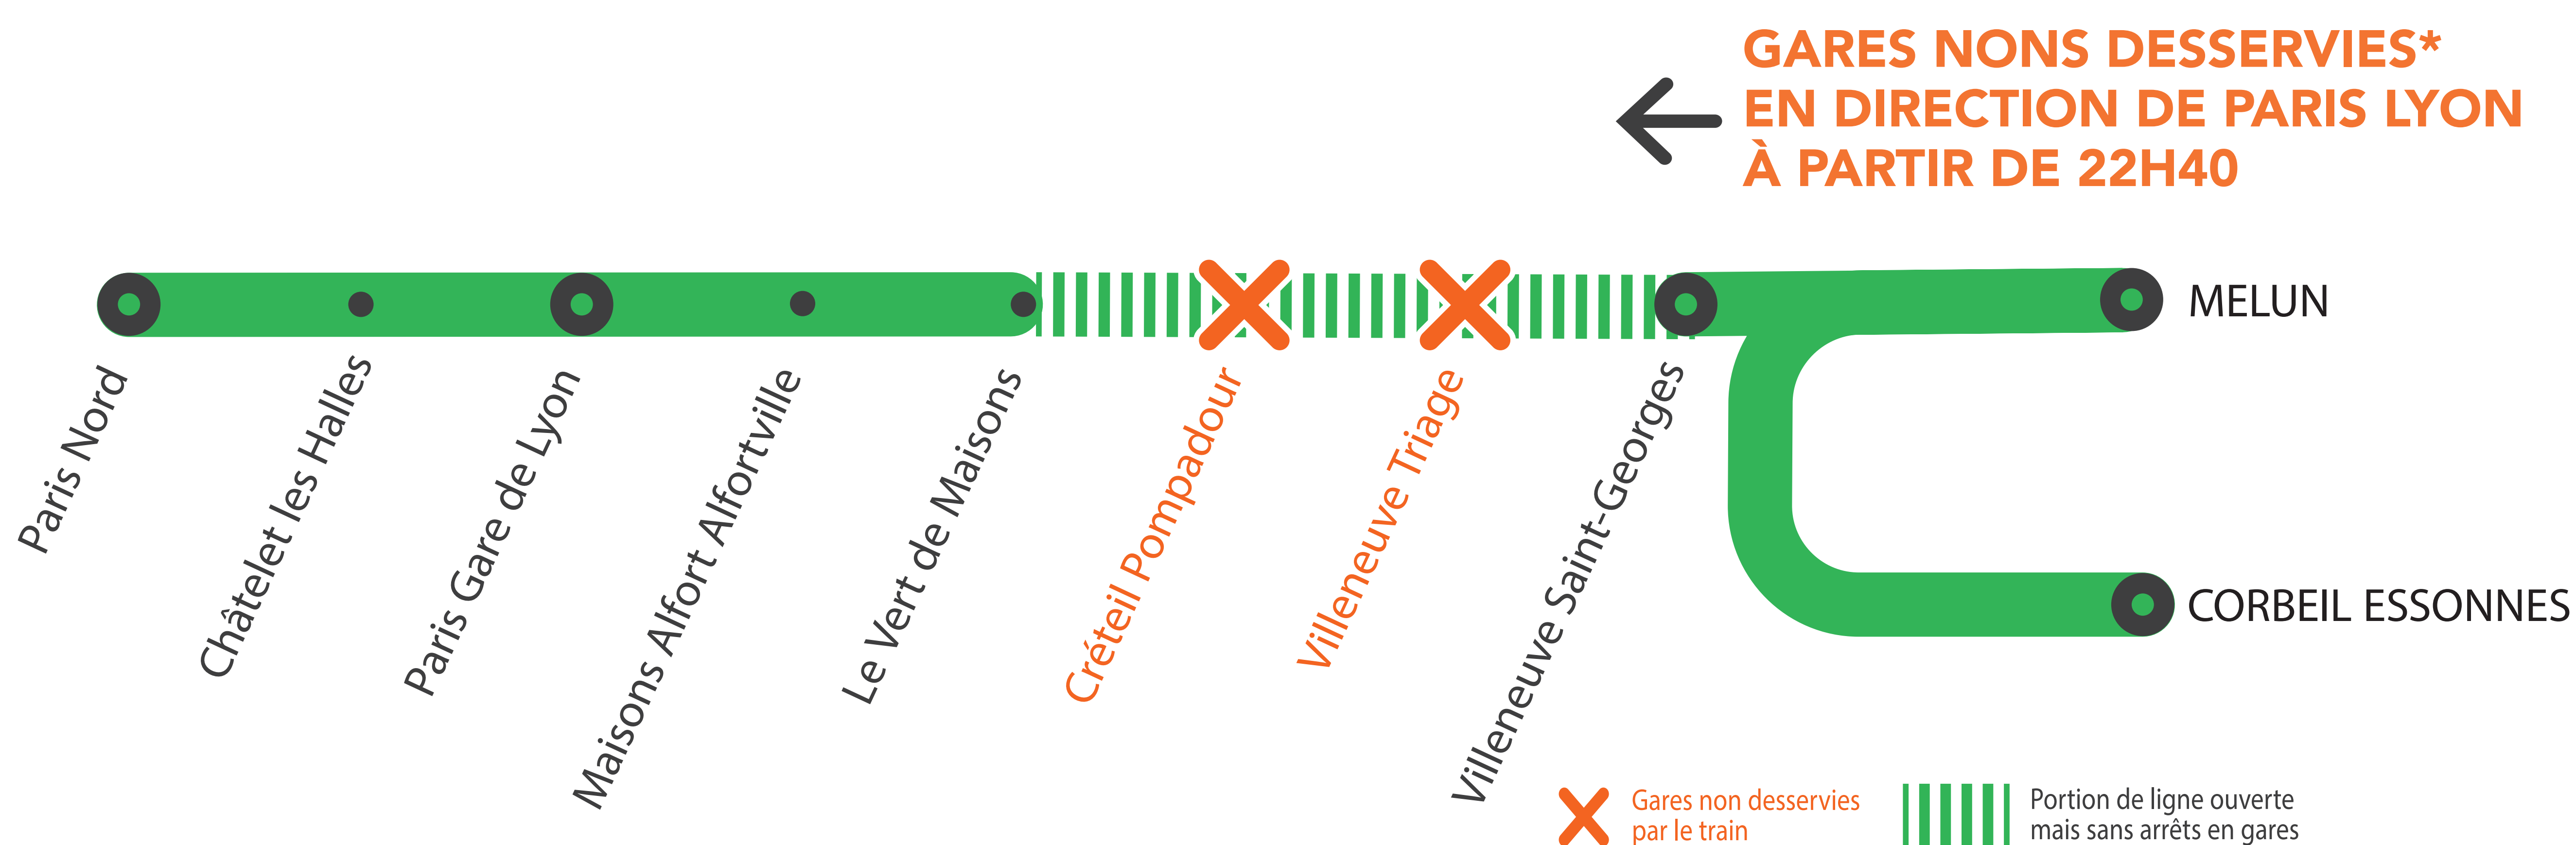 GARES NONS DESSERVIES*
EN DIRECTION DE PARIS LYON
À PARTIR DE 22H40
Paris Nord
Châtelet les Halles
Paris Gare de Lyon
Maisons Alfort Alfortville
Le Vert de Maisons
Créteil Pompadour
Villeneuve Triage
Villeneuve Saint-Georges
MELUN
CORBEIL ESSONNES
Gares non desservies
par le train
Portion de ligne ouverte
mais sans arrêts en gares